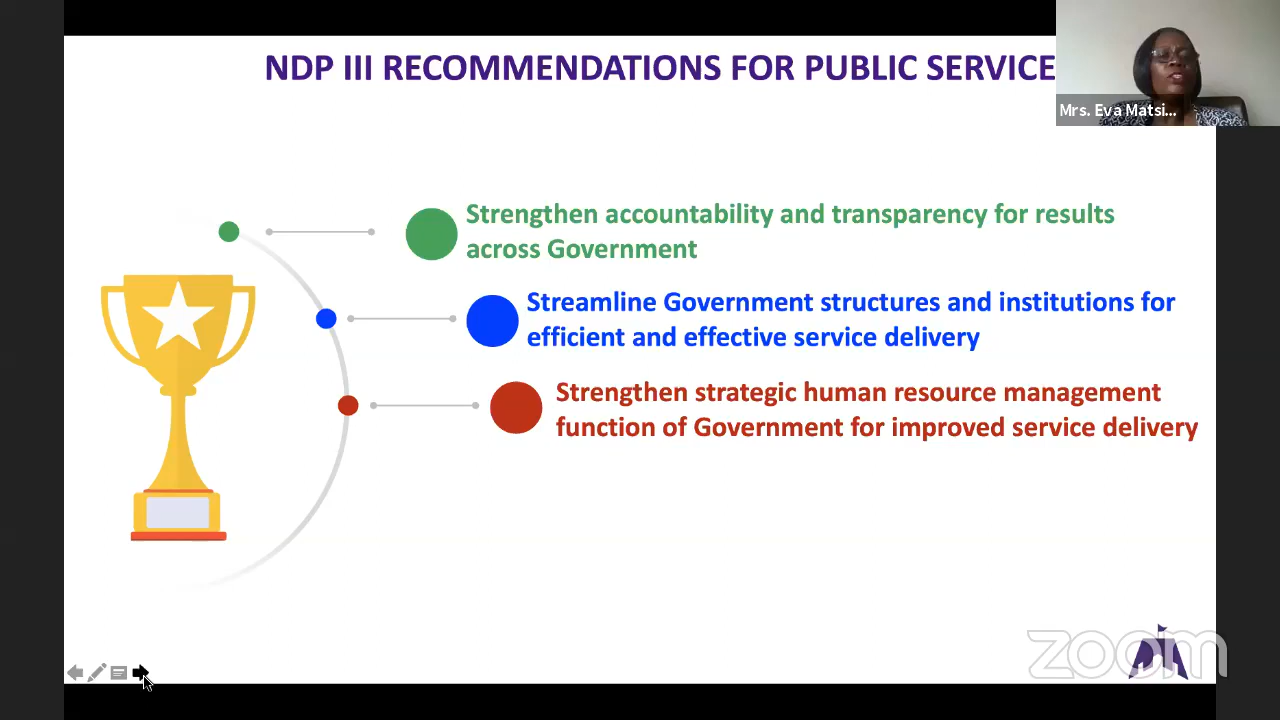 NDP III RECOMMENDATIONS FOR PUBLIC SERVICE
Mrs. Eva Matsi...
Strengthen accountability and transparency for results
across Government
Streamline Government structures and institutions for
efficient and effective service delivery
Strengthen strategic human resource management
function of Government for improved service delivery
zoom